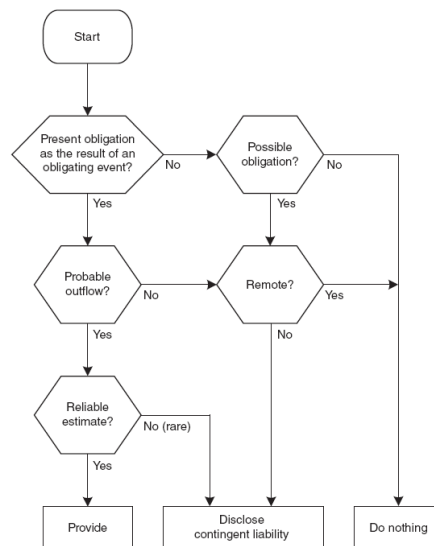 Start
Present obligation
as the result of an
obligating event?
No
Possible
obligation?
No
Yes
Yes
Probable
outflow?
No
Remote?
Yes
Yes
No
Reliable
estimate?
No (rare)
Yes
Provide
Disclose
contingent liability
Do nothing